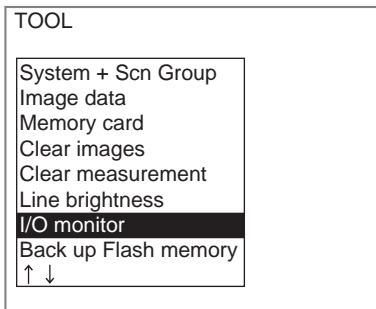 TOOL
System + Scn Group
Image data
Memory card
Clear images
Clear measurement
Line brightness
I/O monitor
Back up Flash memory
↑ ↓